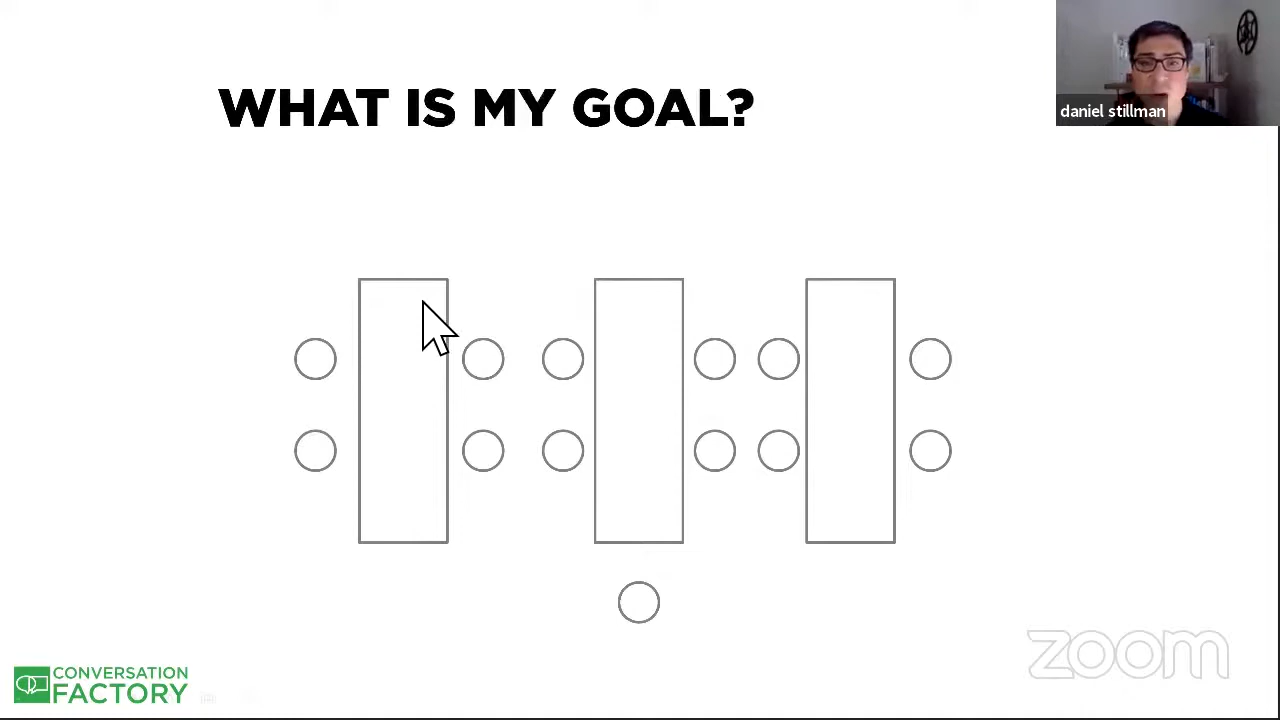 WHAT IS MY GOAL?
daniel stillman
zoom
CONVERSATION
FACTORY